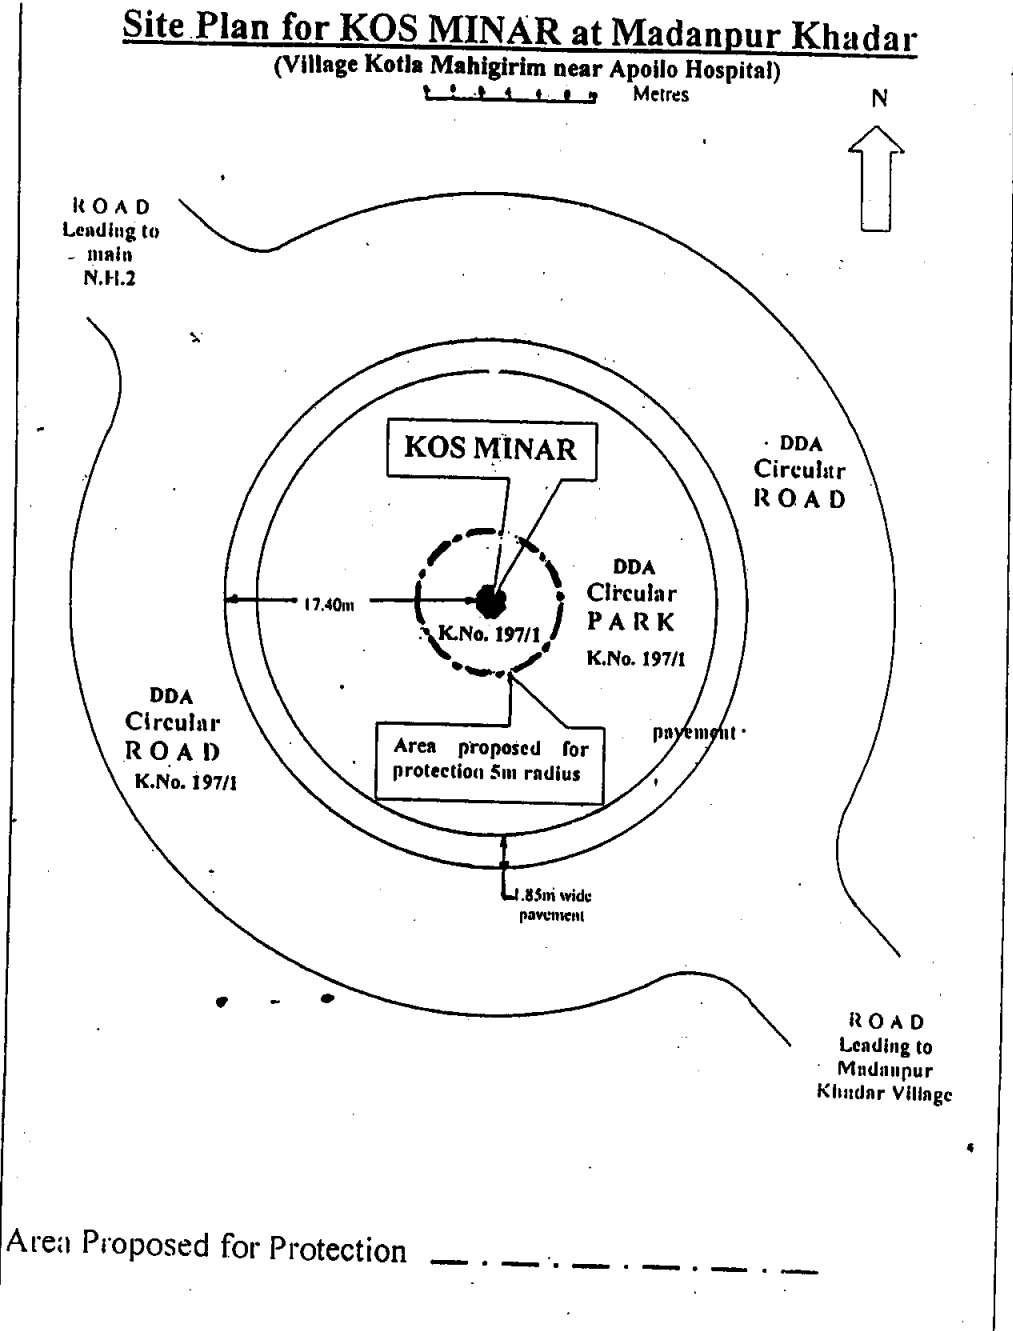 Site Plan for KOS MINAR at Madanpur Khadar
(Village Kotla Mahigirim near Apoilo Hospital)
Metres
N
ROAD
Leading to
main
N.H.2
KOS MINAR
DDA
Circular
ROAD
DDA
Circular
PARK
K.No. 197/1
17.40m
K.No. 197/1
DDA
Circular
ROAD
K.No. 197/1
pavement
Area proposed for
protection 5m radius
1.85m wide
pavement
ROAD
Leading to
Madanpur
Khadar Village
Area Proposed for Protection